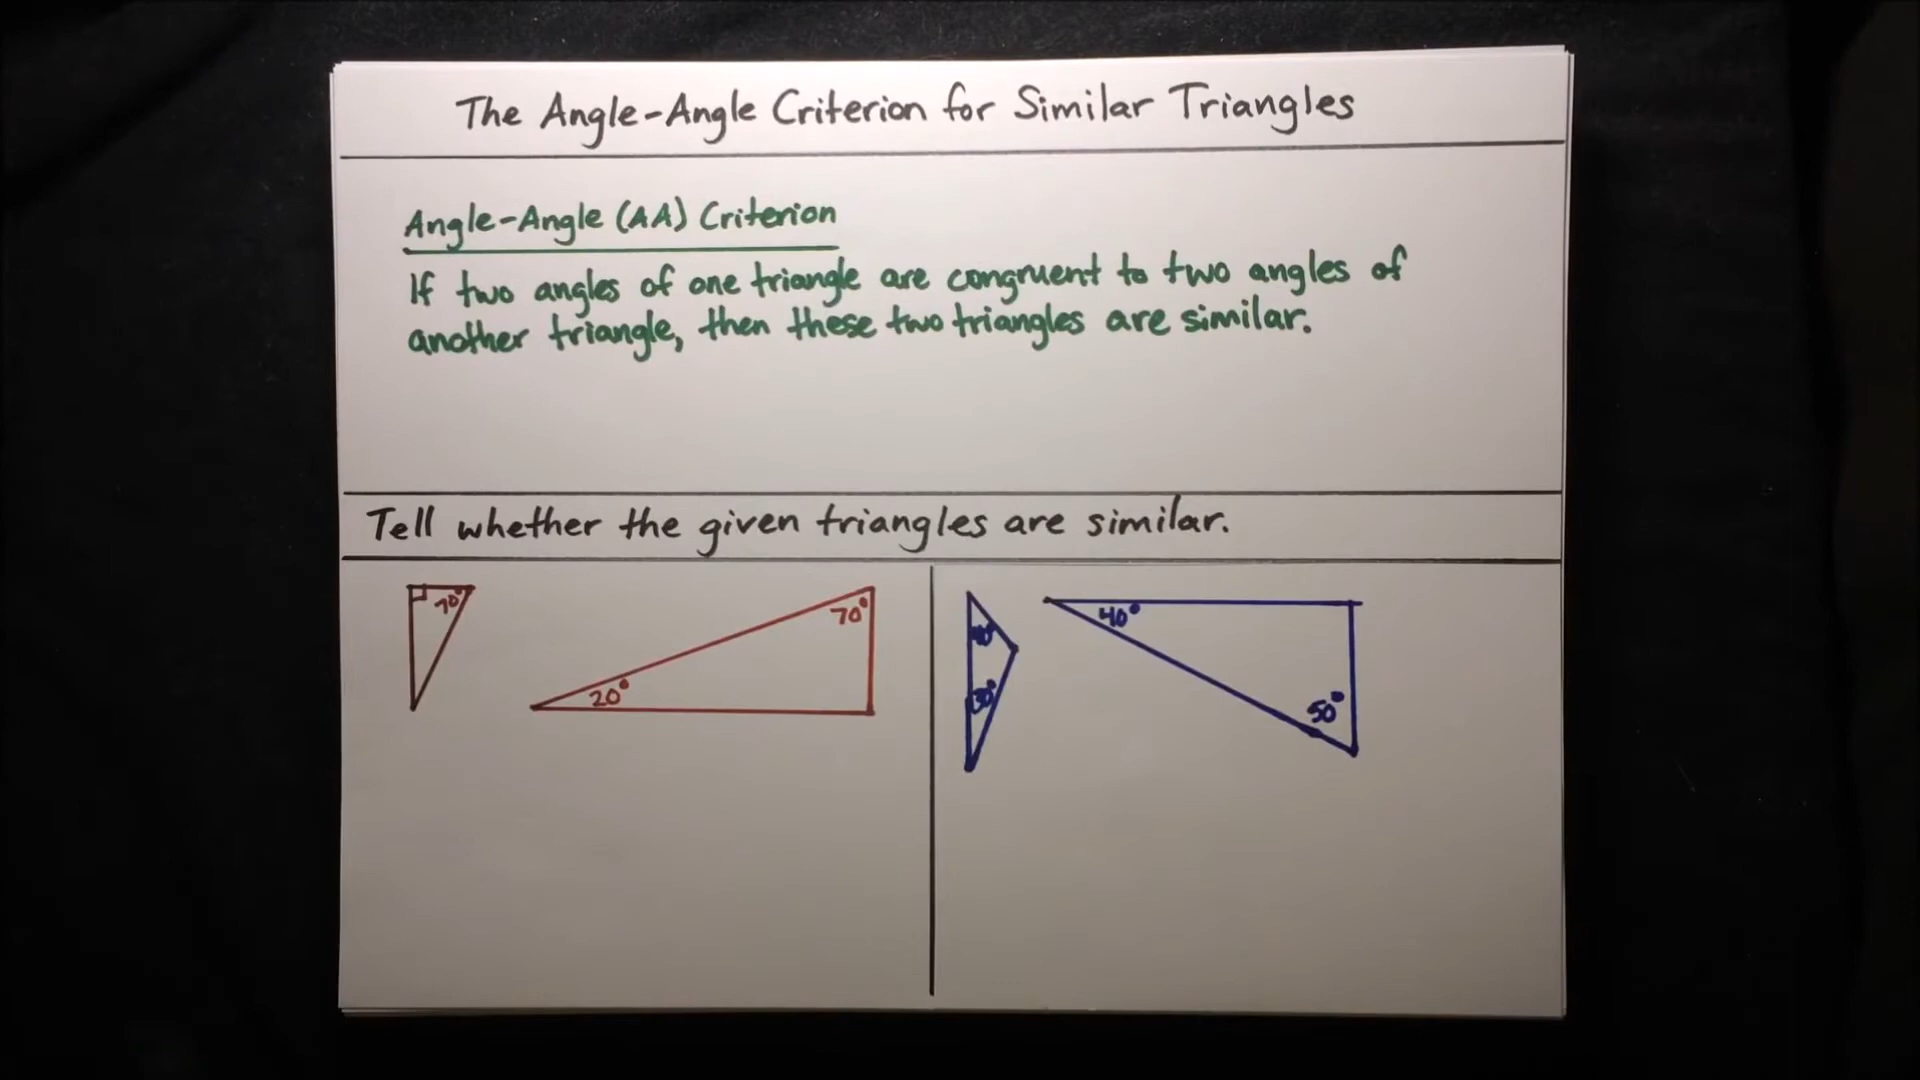 The Angle-Angle Criterion for Similar Triangles
Angle-Angle (AA) Criterion
If two angles of one triangle are congruent to two angles of
another triangle, then these two triangles are similar.
Tell whether the given triangles are similar.
70°
70°
20°
40°
50°